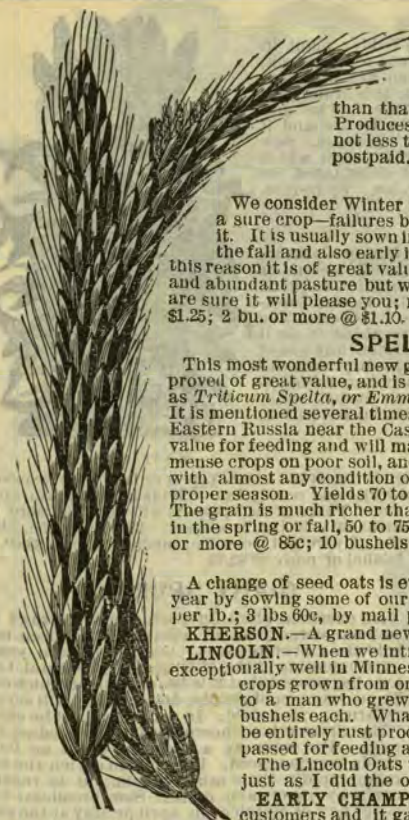 than tha
Produces
not less t
postpaid.
We consider Winter
a sure crop—failures b
it. It is usually sown i
the fall and also early i
this reason it is of great valu
and abundant pasture but w
are sure it will please you; 1
$1.25; 2 bu. or more @ $1.10.
SPEL
This most wonderful new g
proved of great value, and is
as Triticum Spelta, or Emm
It is mentioned several time
Eastern Russia near the Cas
value for feeding and will ma
mense crops on poor soil, an
with almost any condition o
proper season. Yields 70 to
The grain is much richer tha
in the spring or fall, 50 to 75
or more @ 85c; 10 bushels
A change of seed oats is e
year by sowing some of our
per lb.; 3 lbs 60c, by mail p
KHERSON.—A grand nev
LINCOLN.—When we int
exceptionally well in Minnes
crops grown from o
to a man who grew
bushels each. Wha
be entirely rust proo
passed for feeding a
The Lincoln Oats
just as I did the o
EARLY CHAMP
customers and it ga